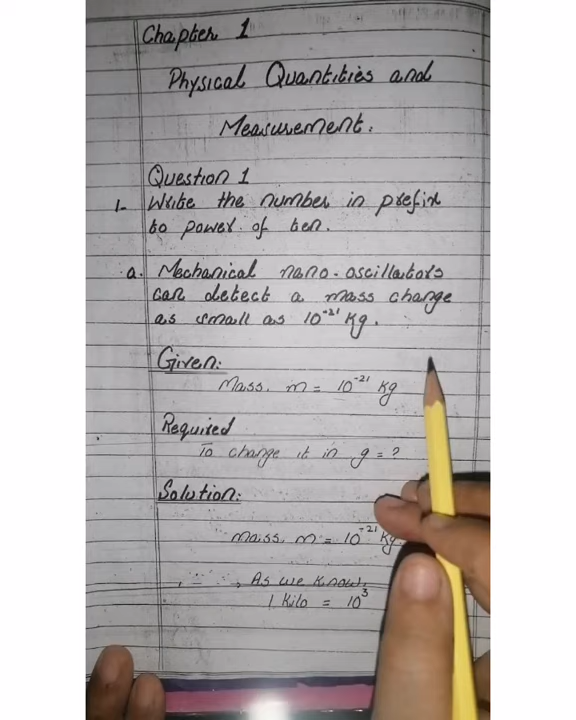 Chapter 1
Physical Quantities and
Measurement.
Question 1
1- Write the number in prefix
to power of ten.
a. Mechanical nano-oscillators
can detect a mass change
as small as 10⁻²¹ kg.
Given:
Mass. m = 10⁻²¹ kg
Required
To change it in g = ?
Solution:
mass. m = 10⁻²¹ kg
As we know.
1 Kilo = 10³